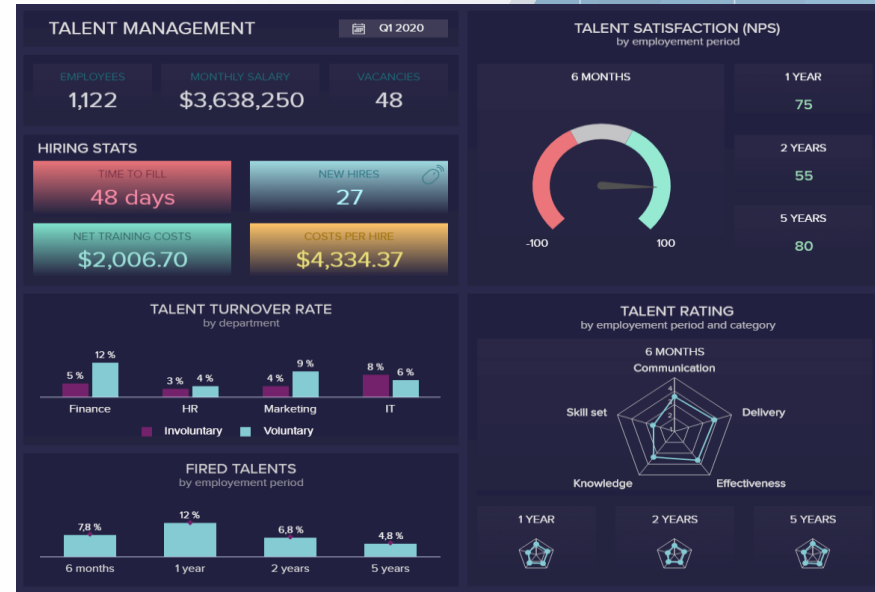 TALENT MANAGEMENT
Q1 2020
EMPLOYEES
1,122
MONTHLY SALARY
$3,638,250
VACANCIES
48
HIRING STATS
TIME TO FILL
48 days
NEW HIRES
27
NET TRAINING COSTS
$2,006.70
COSTS PER HIRE
$4,334.37
TALENT TURNOVER RATE
by department
5 %
12 %
3 %
4 %
4 %
9 %
8 %
6 %
Finance
HR
Marketing
IT
Involuntary
Voluntary
FIRED TALENTS
by employement period
7,8 %
12 %
6,8 %
4,8 %
6 months
1 year
2 years
5 years
TALENT SATISFACTION (NPS)
by employement period
6 MONTHS
-100
100
1 YEAR
75
2 YEARS
55
5 YEARS
80
TALENT RATING
by employement period and category
6 MONTHS
Communication
4
3
2
1
Skill set
Delivery
Knowledge
Effectiveness
1 YEAR
2 YEARS
5 YEARS